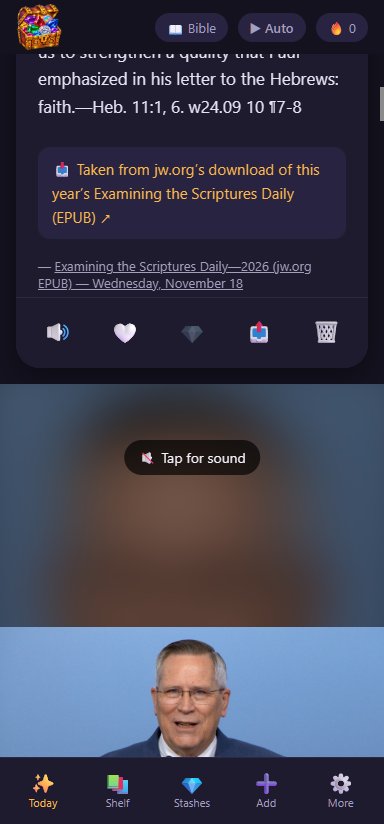 Bible
Auto
0
us to strengthen a quality that Paul
emphasized in his letter to the Hebrews:
faith.—Heb. 11:1, 6. w24.09 10 ¶7-8
Taken from jw.org’s download of this
year’s Examining the Scriptures Daily
(EPUB) ↗
— Examining the Scriptures Daily—2026 (jw.org
EPUB) — Wednesday, November 18
Tap for sound
Today
Shelf
Stashes
Add
More